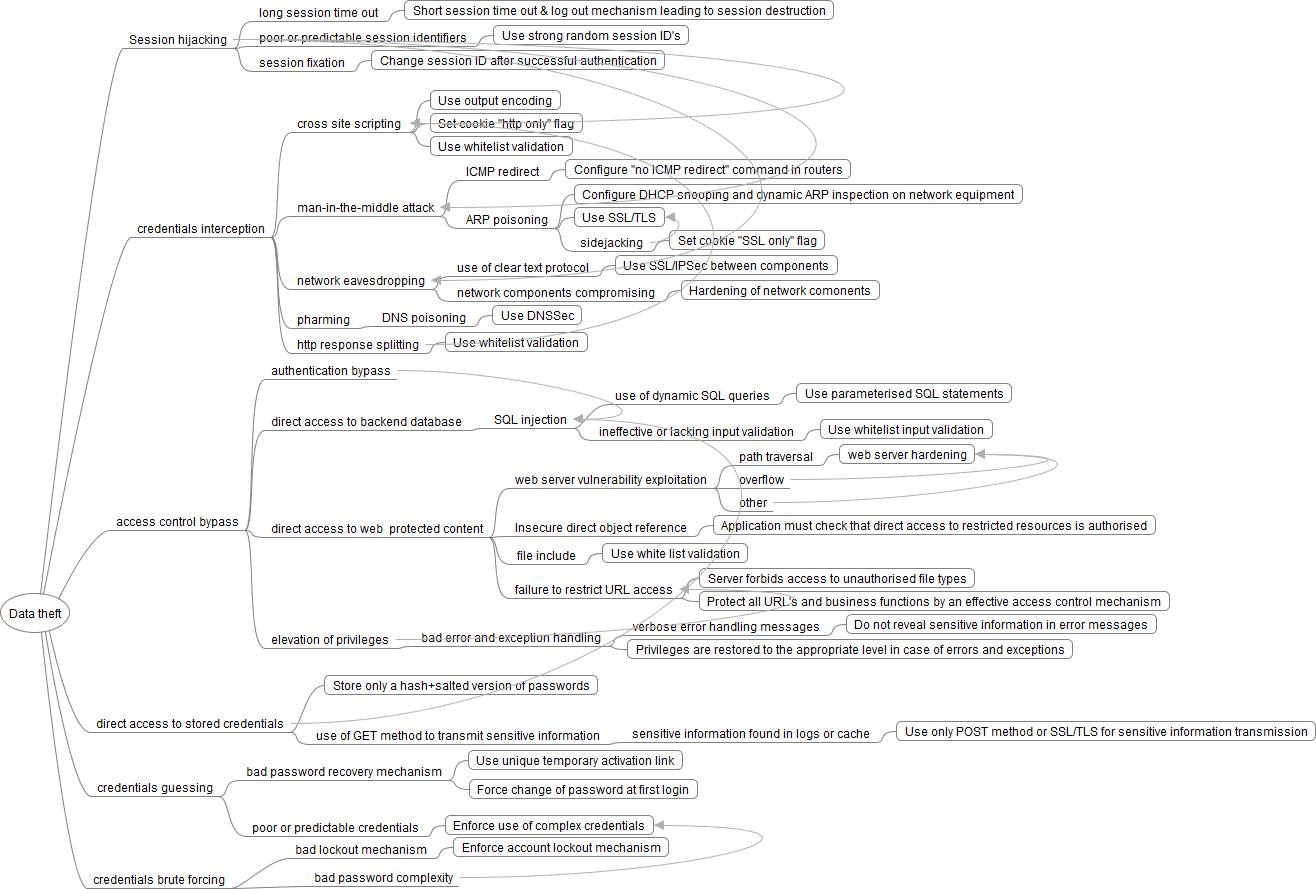 long session time out
Short session time out & log out mechanism leading to session destruction
Session hijacking
poor or predictable session identifiers
Use strong random session ID's
session fixation
Change session ID after successful authentication
Use output encoding
cross site scripting
Set cookie "http only" flag
Use whitelist validation
ICMP redirect
Configure "no ICMP redirect" command in routers
man-in-the-middle attack
Configure DHCP snooping and dynamic ARP inspection on network equipment
ARP poisoning
Use SSL/TLS
sidejacking
Set cookie "SSL only" flag
credentials interception
use of clear text protocol
Use SSL/IPSec between components
network eavesdropping
network components compromising
Hardening of network comonents
pharming
DNS poisoning
Use DNSSec
http response splitting
Use whitelist validation
authentication bypass
use of dynamic SQL queries
Use parameterised SQL statements
direct access to backend database
SQL injection
ineffective or lacking input validation
Use whitelist input validation
path traversal
web server hardening
web server vulnerability exploitation
overflow
other
access control bypass
direct access to web  protected content
Insecure direct object reference
Application must check that direct access to restricted resources is authorised
file include
Use white list validation
failure to restrict URL access
Server forbids access to unauthorised file types
Protect all URL's and business functions by an effective access control mechanism
Data theft
elevation of privileges
bad error and exception handling
verbose error handling messages
Do not reveal sensitive information in error messages
Privileges are restored to the appropriate level in case of errors and exceptions
Store only a hash+salted version of passwords
direct access to stored credentials
use of GET method to transmit sensitive information
sensitive information found in logs or cache
Use only POST method or SSL/TLS for sensitive information transmission
bad password recovery mechanism
Use unique temporary activation link
Force change of password at first login
credentials guessing
poor or predictable credentials
Enforce use of complex credentials
bad lockout mechanism
Enforce account lockout mechanism
credentials brute forcing
bad password complexity